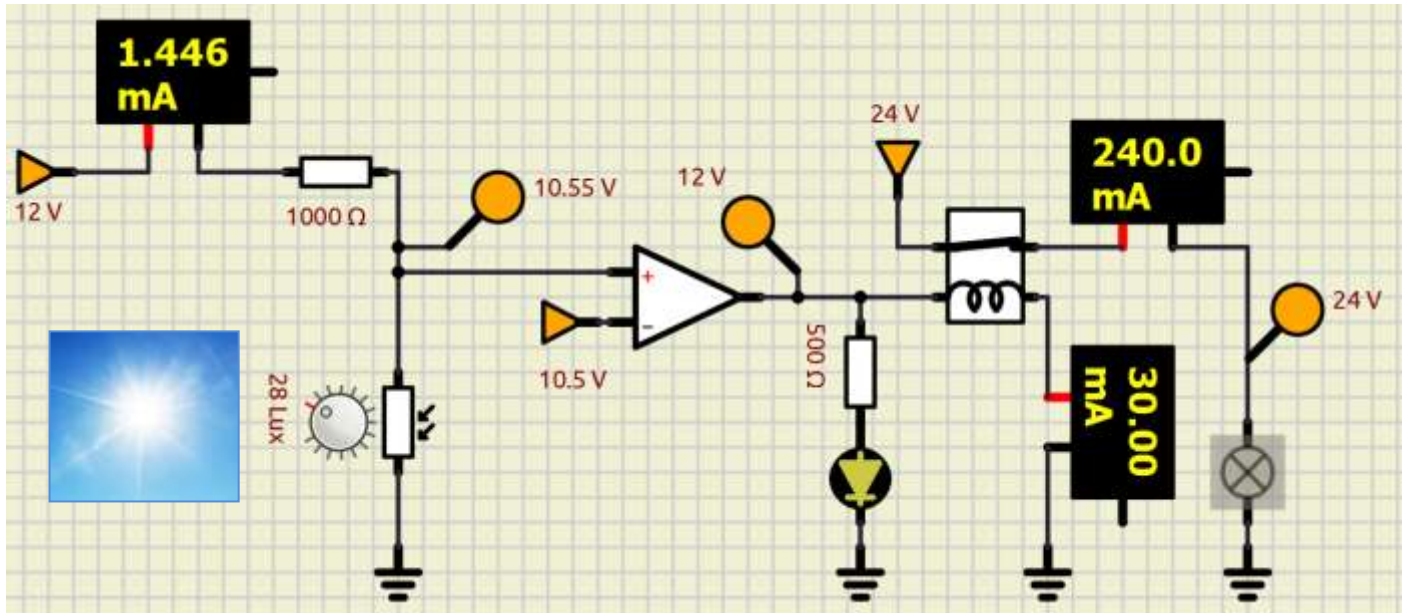 1.446
mA
12 V
1000 Ω
10.55 V
12 V
24 V
240.0
mA
24 V
+
−
10.5 V
28 Lux
500 Ω
30.00
mA